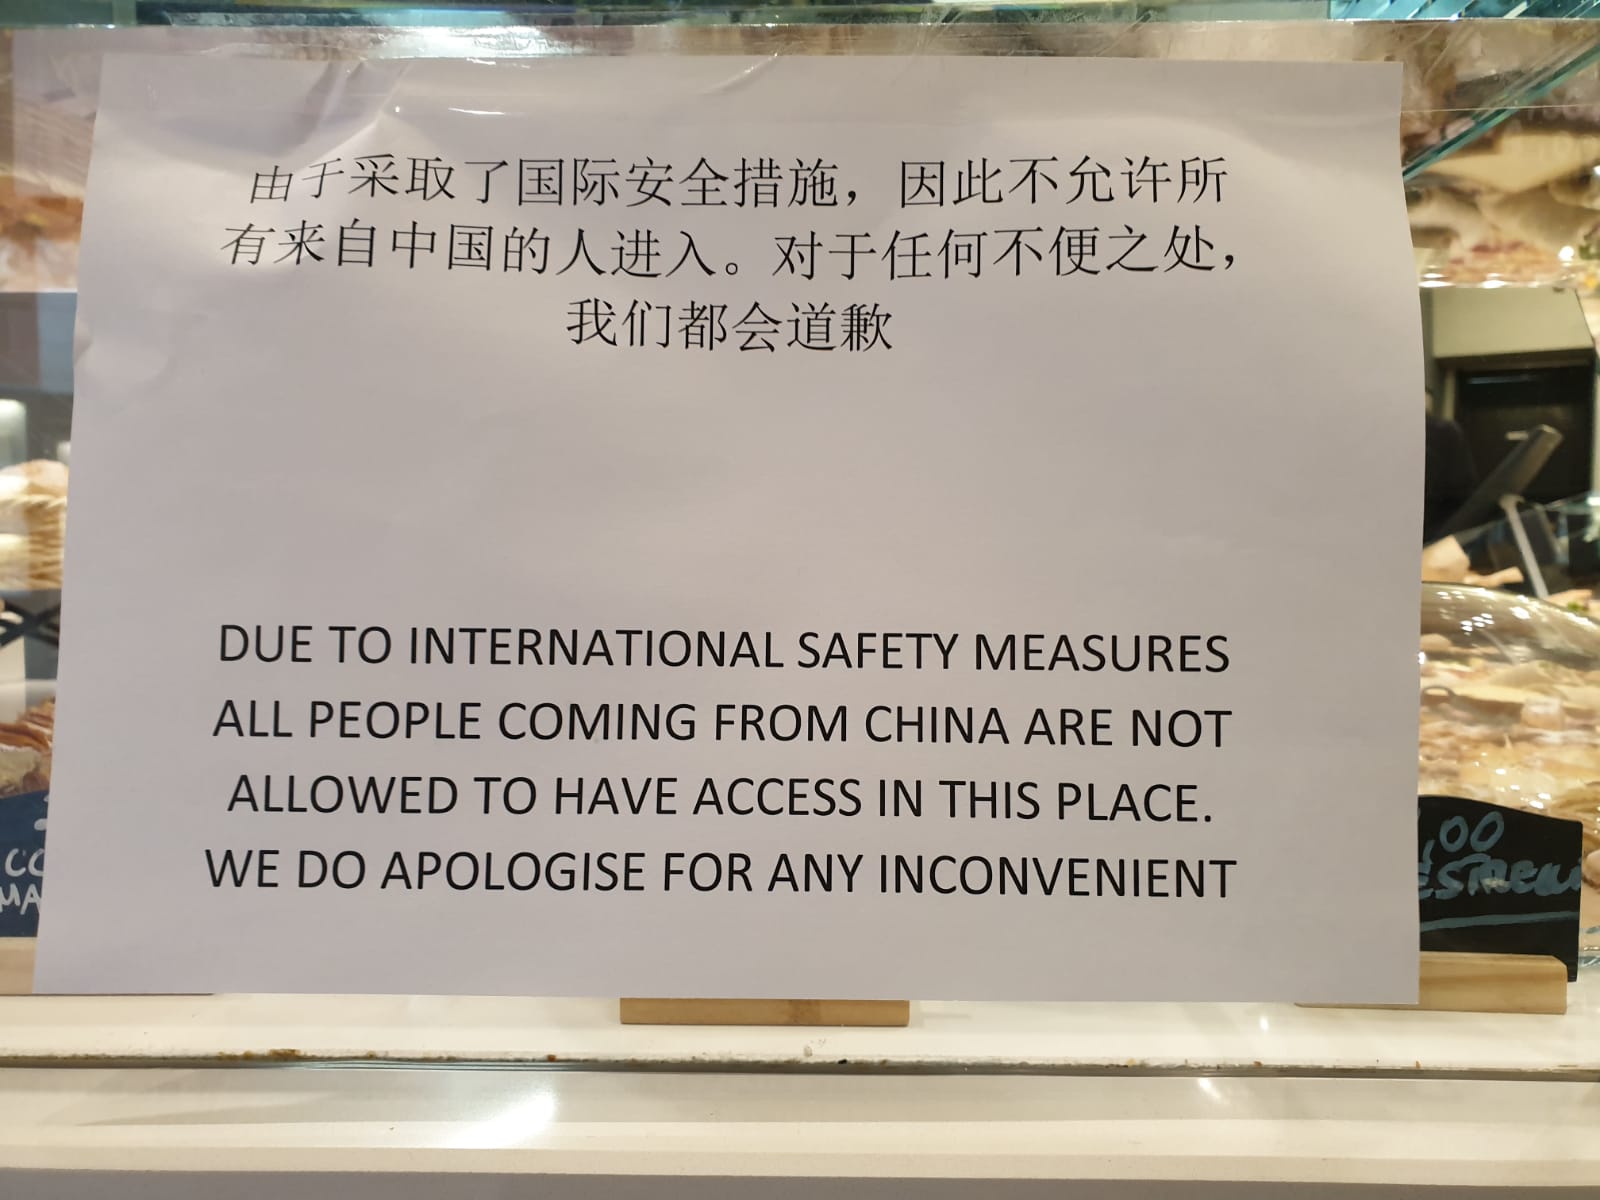 由于采取了国际安全措施，因此不允许所
有来自中国的人进入。对于任何不便之处，
我们都会道歉
DUE TO INTERNATIONAL SAFETY MEASURES
ALL PEOPLE COMING FROM CHINA ARE NOT
ALLOWED TO HAVE ACCESS IN THIS PLACE.
WE DO APOLOGISE FOR ANY INCONVENIENT